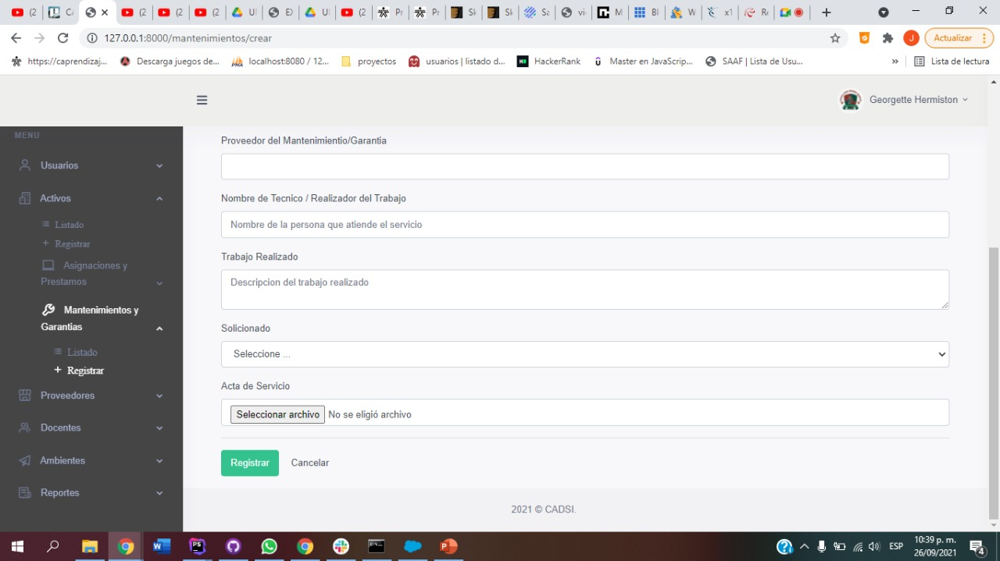 C
(2
(2
(2
UI
E>
UI
(2
Pr
Pr
Sk
Sk
Sa
vi
M
Bl
W
x1
Re
127.0.0.1:8000/mantenimientos/crear
J
Actualizar
https://caprendizaj...
Descarga juegos de...
localhost:8080 / 12...
proyectos
usuarios | listado d...
HackerRank
Master en JavaScrip...
SAAF | Lista de Usu...
»
Lista de lectura
Georgette Hermiston
MENU
Usuarios
Activos
Listado
+ Registrar
Asignaciones y
Prestamos
Mantenimientos y
Garantias
Listado
+ Registrar
Proveedores
Docentes
Ambientes
Reportes
Proveedor del Mantenimientio/Garantia
Nombre de Tecnico / Realizador del Trabajo
Nombre de la persona que atiende el servicio
Trabajo Realizado
Descripcion del trabajo realizado
Solicionado
Seleccione ...
Acta de Servicio
Seleccionar archivo No se eligió archivo
Registrar Cancelar
2021 © CADSI.
ESP
10:39 p. m.
26/09/2021
4